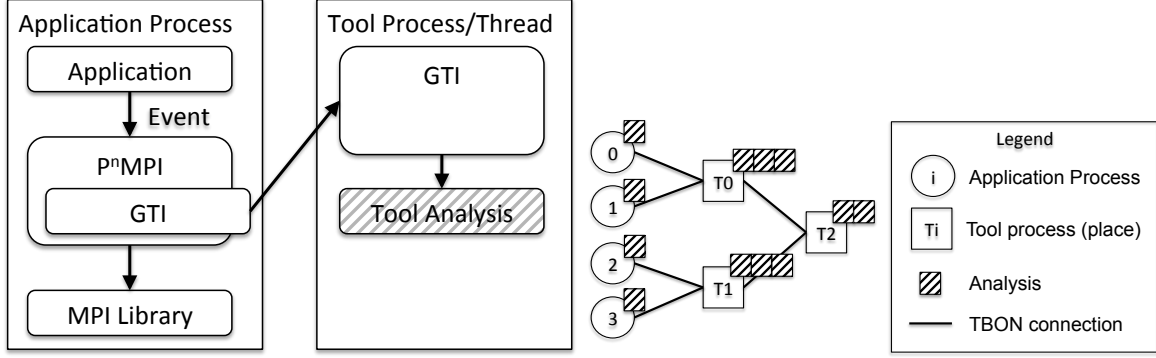 Application Process
Application
Event
PⁿMPI
GTI
MPI Library
Tool Process/Thread
GTI
Tool Analysis
0
1
2
3
T0
T1
T2
Legend
i Application Process
Ti Tool process (place)
Analysis
TBON connection